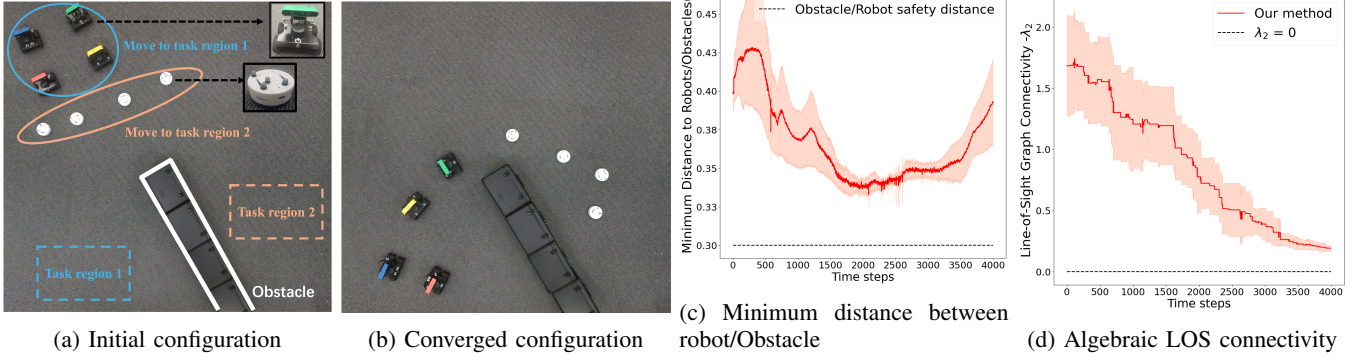 Move to task region 1
Move to task region 2
Task region 2
Task region 1
Obstacle
(a) Initial configuration
(b) Converged configuration
Minimum Distance to Robots/Obstacles
0.45
0.43
0.40
0.38
0.35
0.33
0.30
Obstacle/Robot safety distance
0 500 1000 1500 2000 2500 3000 3500 4000
Time steps
(c) Minimum distance between
robot/Obstacle
Line-of-Sight Graph Connectivity -λ₂
2.0
1.5
1.0
0.5
0.0
Our method
λ₂ = 0
0 500 1000 1500 2000 2500 3000 3500 4000
Time steps
(d) Algebraic LOS connectivity